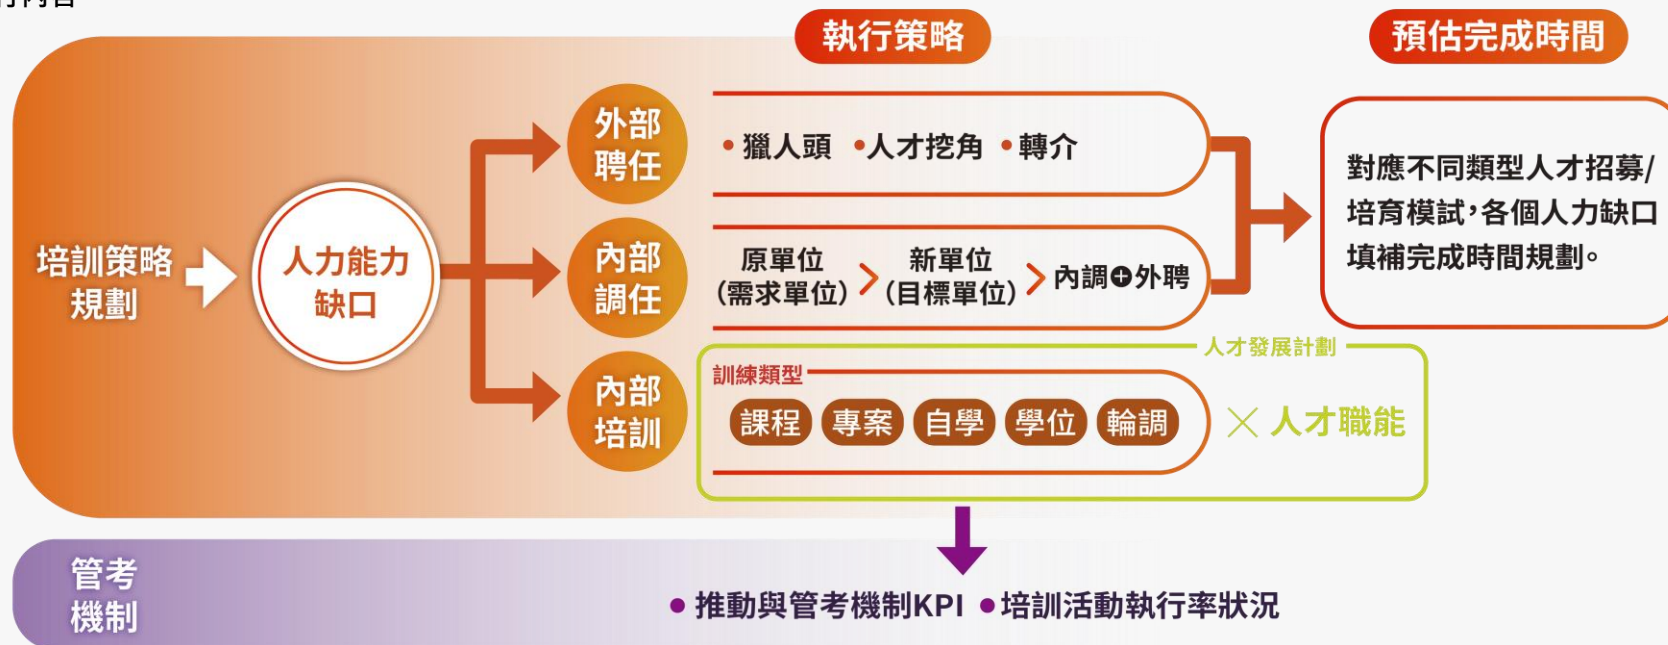 行內容
執行策略
預估完成時間
培訓策略
規劃
人力能力
缺口
外部
聘任
•獵人頭 •人才挖角 •轉介
內部
調任
原單位
(需求單位)
新單位
(目標單位)
內調+外聘
對應不同類型人才招募/
培育模試,各個人力缺口
填補完成時間規劃。
內部
培訓
人才發展計劃
訓練類型
課程 專案 自學 學位 輪調
× 人才職能
管考
機制
•推動與管考機制KPI •培訓活動執行率狀況